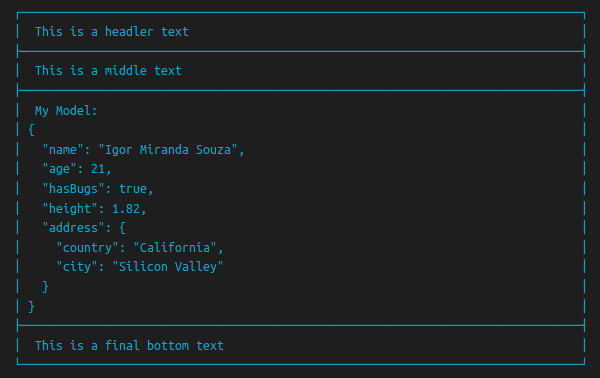 This is a headler text
This is a middle text
My Model:
{
"name": "Igor Miranda Souza",
"age": 21,
"hasBugs": true,
"height": 1.82,
"address": {
"country": "California",
"city": "Silicon Valley"
}
}
This is a final bottom text